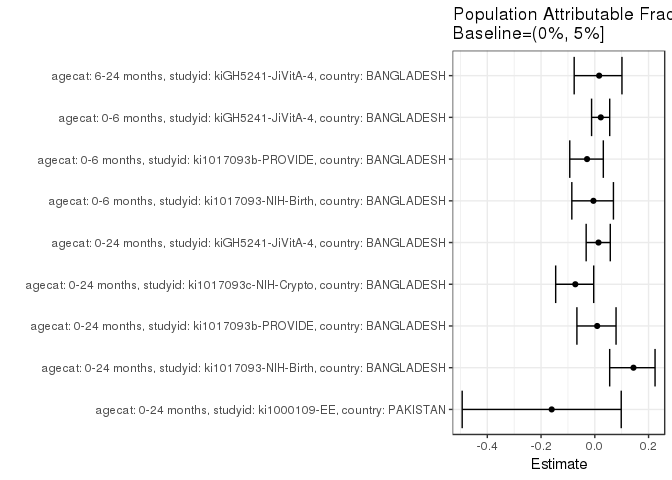 Population Attributable Frac
Baseline=(0%, 5%]
agecat: 6-24 months, studyid: kiGH5241-JiVitA-4, country: BANGLADESH
agecat: 0-6 months, studyid: kiGH5241-JiVitA-4, country: BANGLADESH
agecat: 0-6 months, studyid: ki1017093b-PROVIDE, country: BANGLADESH
agecat: 0-6 months, studyid: ki1017093-NIH-Birth, country: BANGLADESH
agecat: 0-24 months, studyid: kiGH5241-JiVitA-4, country: BANGLADESH
agecat: 0-24 months, studyid: ki1017093c-NIH-Crypto, country: BANGLADESH
agecat: 0-24 months, studyid: ki1017093b-PROVIDE, country: BANGLADESH
agecat: 0-24 months, studyid: ki1017093-NIH-Birth, country: BANGLADESH
agecat: 0-24 months, studyid: ki1000109-EE, country: PAKISTAN
-0.4 -0.2 0.0 0.2
Estimate